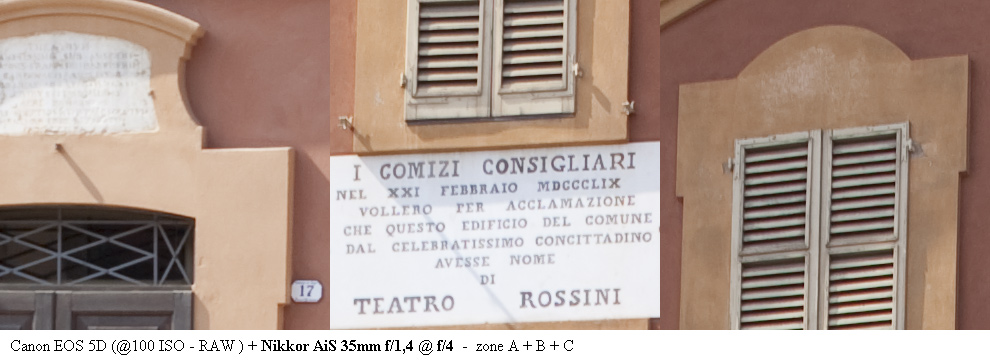 I COMIZI CONSIGLIARI
NEL XXI FEBBRAIO MDCCCLIX
VOLLERO PER ACCLAMAZIONE
CHE QUESTO EDIFICIO DEL COMUNE
DAL CELEBRATISSIMO CONCITTADINO
AVESSE NOME
DI
TEATRO ROSSINI
17
Canon EOS 5D (@100 ISO - RAW ) + Nikkor AiS 35mm f/1,4 @ f/4 - zone A + B + C